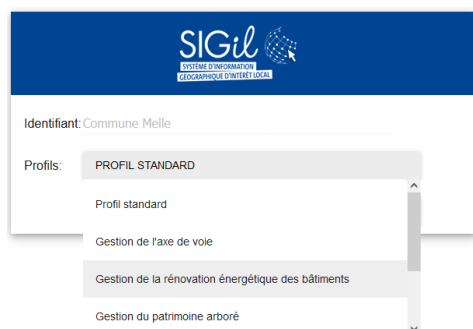 SIGil
SYSTÈME D'INFORMATION
GÉOGRAPHIQUE D'INTÉRÊT LOCAL
Identifiant: Commune Melle
Profils: PROFIL STANDARD
Profil standard
Gestion de l'axe de voie
Gestion de la rénovation énergétique des bâtiments
Gestion du patrimoine arboré